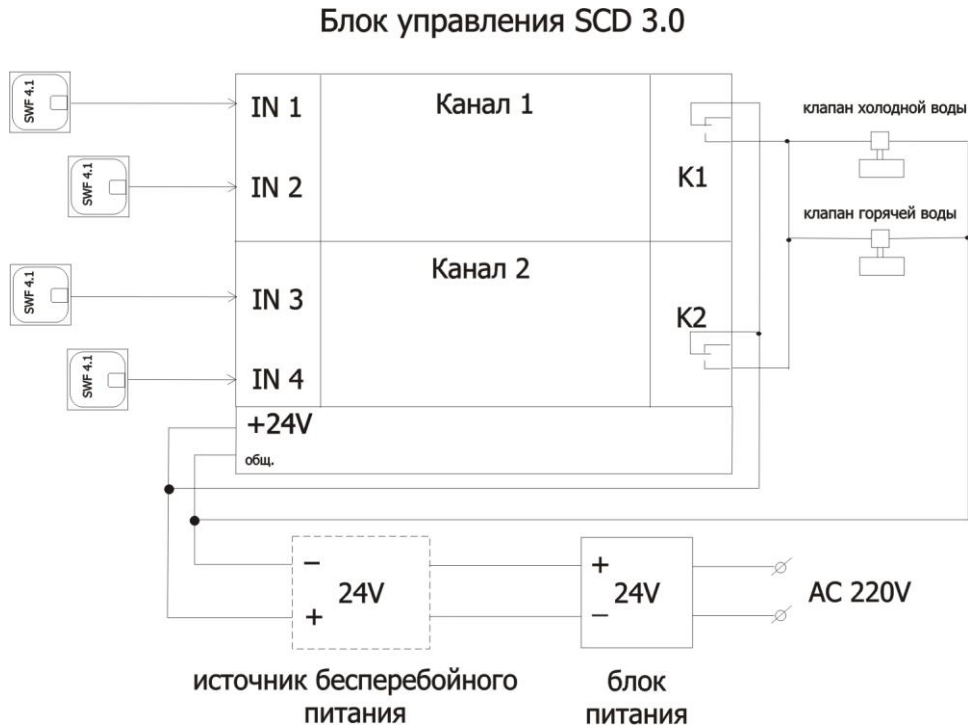 Блок управления SCD 3.0
SWF 4.1
IN 1
Канал 1
клапан холодной воды
SWF 4.1
IN 2
K1
клапан горячей воды
SWF 4.1
IN 3
Канал 2
K2
SWF 4.1
IN 4
+24V
общ.
− 24V +
+ 24V −
AC 220V
источник бесперебойного
питания
блок
питания